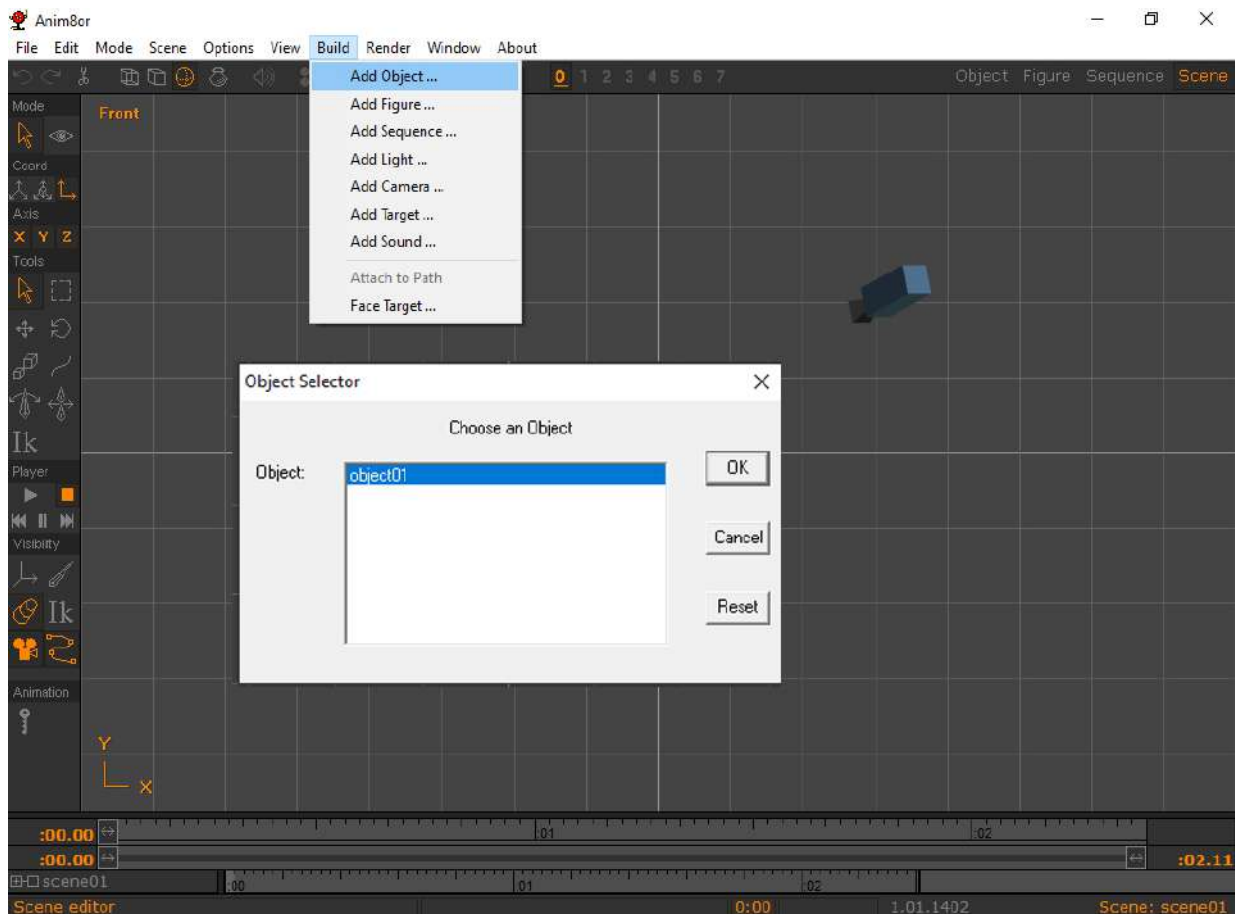 Anim8or
File Edit Mode Scene Options View Build Render Window About
0 1 2 3 4 5 6 7
Object Figure Sequence Scene
Add Object ...
Add Figure ...
Add Sequence ...
Add Light ...
Add Camera ...
Add Target ...
Add Sound ...
Attach to Path
Face Target ...
Mode
Coord
Axis
X Y Z
Tools
Ik
Player
Visibility
Ik
Animation
Front
Object Selector
Choose an Object
Object:
object01
OK
Cancel
Reset
Y
X
:00.00
:01
:02
:00.00
:02.11
scene01
:00
:01
:02
Scene editor
0:00
1.01.1402
Scene: scene01